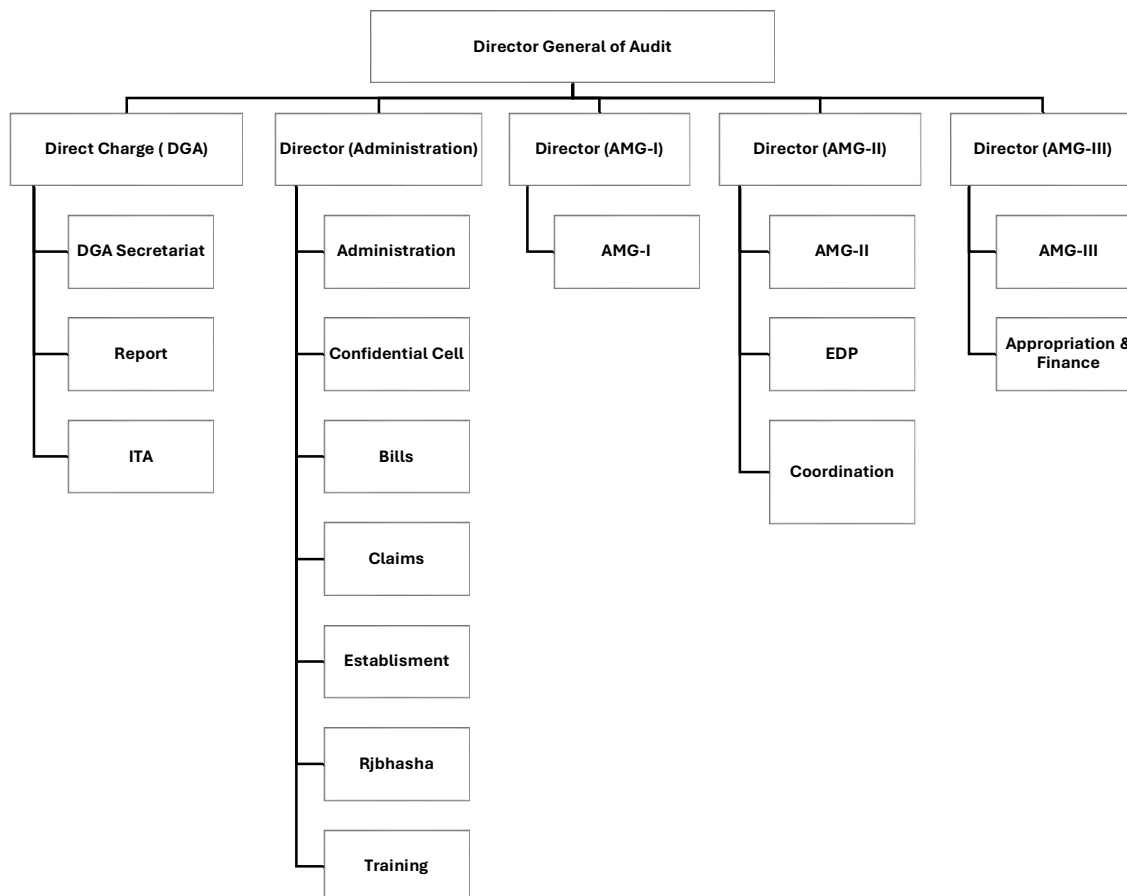 Director General of Audit
Direct Charge ( DGA)
Director (Administration)
Director (AMG-I)
Director (AMG-II)
Director (AMG-III)
DGA Secretariat
Report
ITA
Administration
Confidential Cell
Bills
Claims
Establisment
Rjbhasha
Training
AMG-I
AMG-II
EDP
Coordination
AMG-III
Appropriation &
Finance